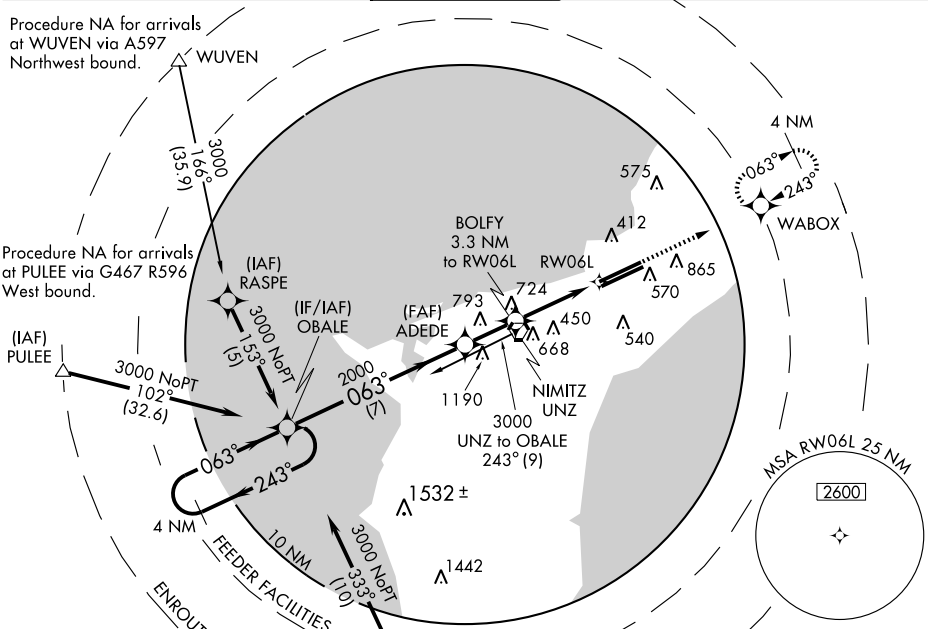 Procedure NA for arrivals
at WUVEN via A597
Northwest bound.
WUVEN
3000
166°
(35.9)
4 NM
063°
243°
WABOX
575
412
BOLFY
3.3 NM
to RW06L
RW06L
865
570
Procedure NA for arrivals
at PULEE via G467 R596
West bound.
(IAF)
RASPE
3000 NoPT
153°
(5)
(IF/IAF)
OBALE
(FAF)
ADEDE
793
724
450
668
540
(IAF)
PULEE
3000 NoPT
102°
(32.6)
2000
063°
(7)
1190
NIMITZ
UNZ
3000
UNZ to OBALE
243° (9)
063°
243°
4 NM
1532 ±
MSA RW06L 25 NM
2600
10 NM
3000 NoPT
333°
(10)
1442
FEEDER FACILITIES
ENROUT